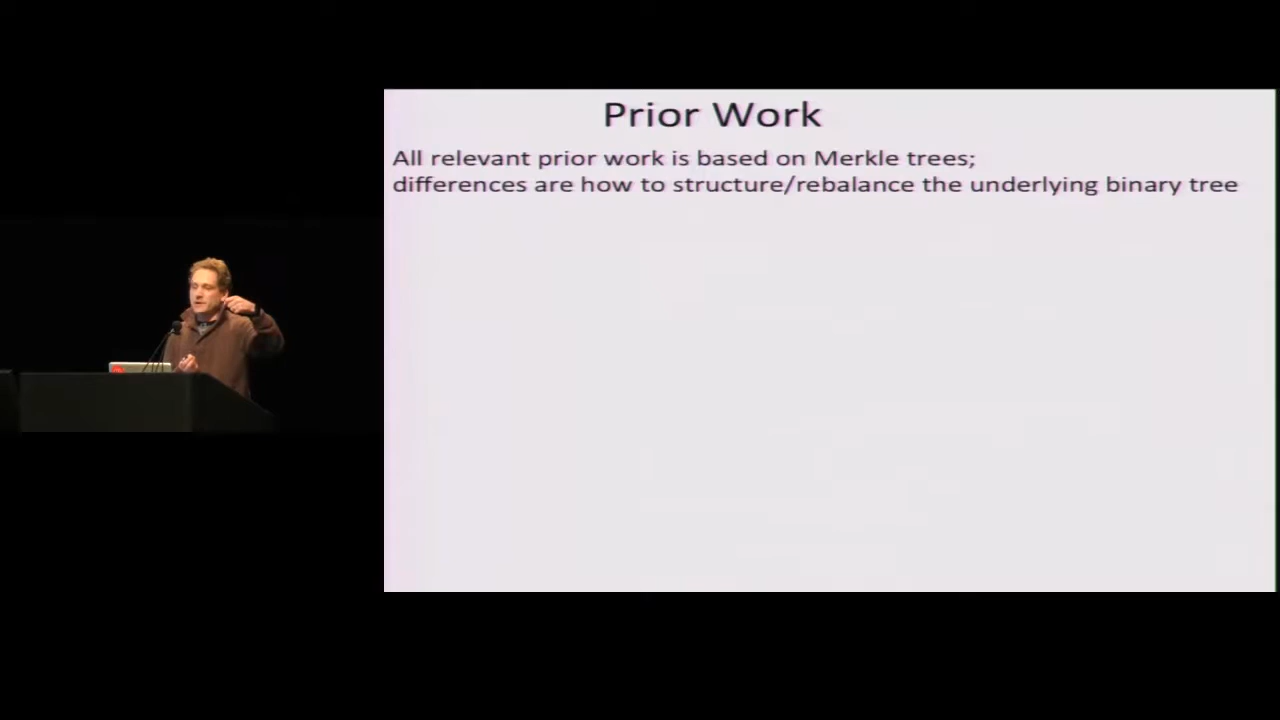 Prior Work
All relevant prior work is based on Merkle trees;
differences are how to structure/rebalance the underlying binary tree